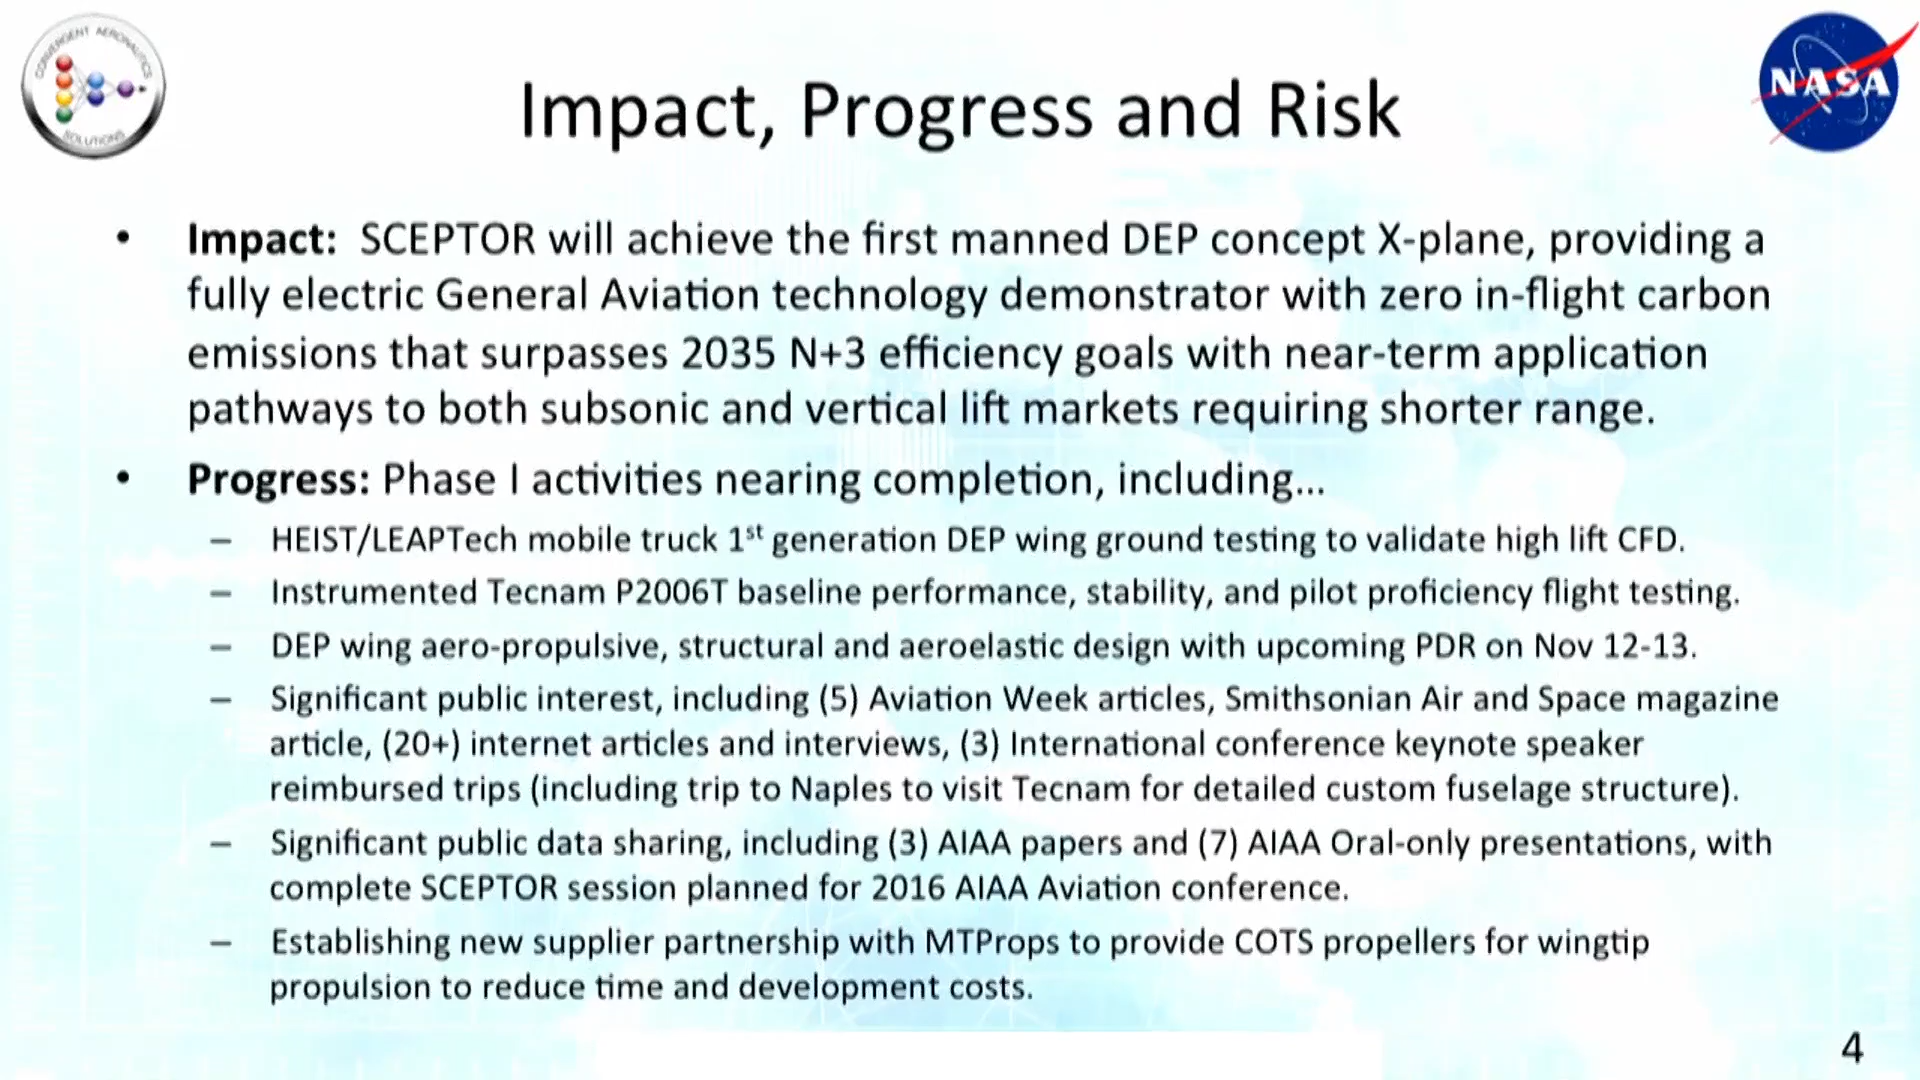 CONVERGENT AERONAUTICS
SOLUTIONS
NASA
Impact, Progress and Risk
• Impact: SCEPTOR will achieve the first manned DEP concept X-plane, providing a
fully electric General Aviation technology demonstrator with zero in-flight carbon
emissions that surpasses 2035 N+3 efficiency goals with near-term application
pathways to both subsonic and vertical lift markets requiring shorter range.
• Progress: Phase I activities nearing completion, including...
– HEIST/LEAPTech mobile truck 1st generation DEP wing ground testing to validate high lift CFD.
– Instrumented Tecnam P2006T baseline performance, stability, and pilot proficiency flight testing.
– DEP wing aero-propulsive, structural and aeroelastic design with upcoming PDR on Nov 12-13.
– Significant public interest, including (5) Aviation Week articles, Smithsonian Air and Space magazine
article, (20+) internet articles and interviews, (3) International conference keynote speaker
reimbursed trips (including trip to Naples to visit Tecnam for detailed custom fuselage structure).
– Significant public data sharing, including (3) AIAA papers and (7) AIAA Oral-only presentations, with
complete SCEPTOR session planned for 2016 AIAA Aviation conference.
– Establishing new supplier partnership with MTProps to provide COTS propellers for wingtip
propulsion to reduce time and development costs.
4